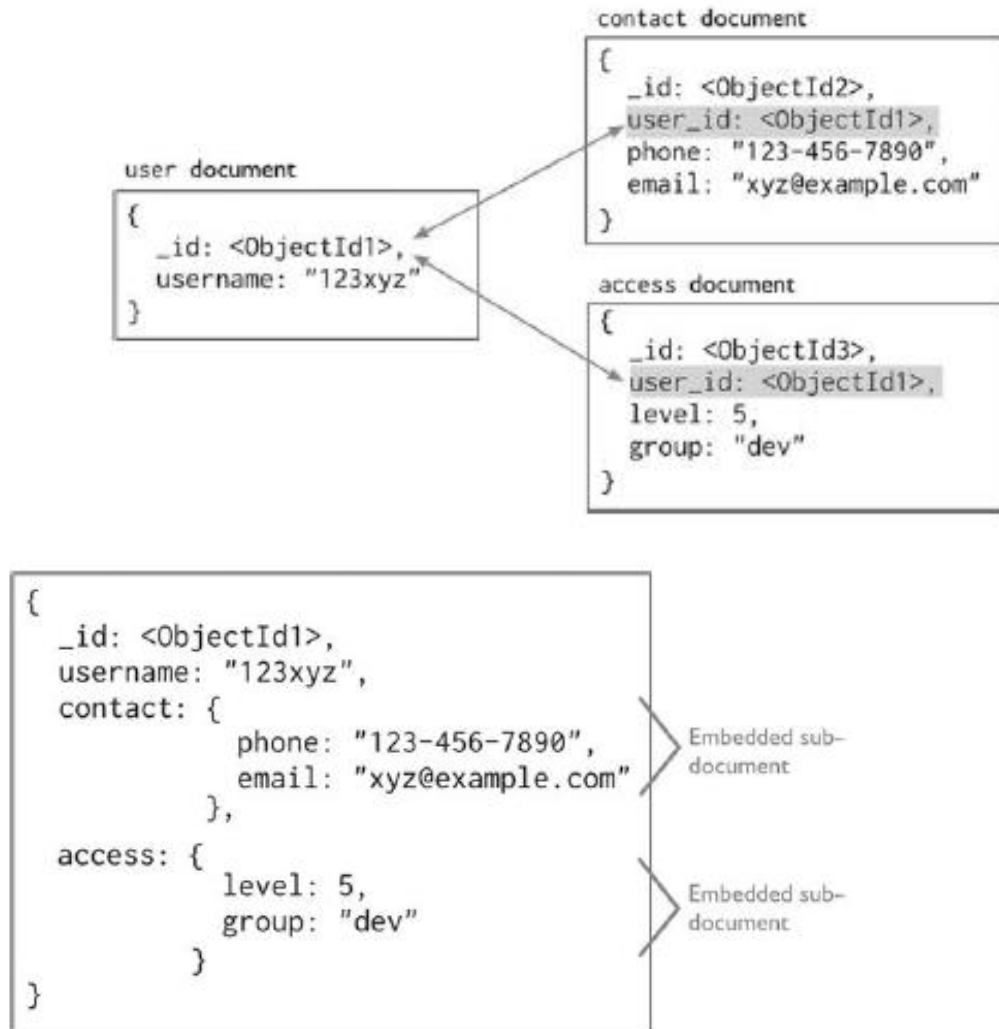 contact document
{
_id: <ObjectId2>,
user_id: <ObjectId1>,
phone: "123-456-7890",
email: "xyz@example.com"
}
user document
{
_id: <ObjectId1>,
username: "123xyz"
}
access document
{
_id: <ObjectId3>,
user_id: <ObjectId1>,
level: 5,
group: "dev"
}
{
_id: <ObjectId1>,
username: "123xyz",
contact: {
phone: "123-456-7890",
email: "xyz@example.com"
},
access: {
level: 5,
group: "dev"
}
}
Embedded sub-
document
Embedded sub-
document